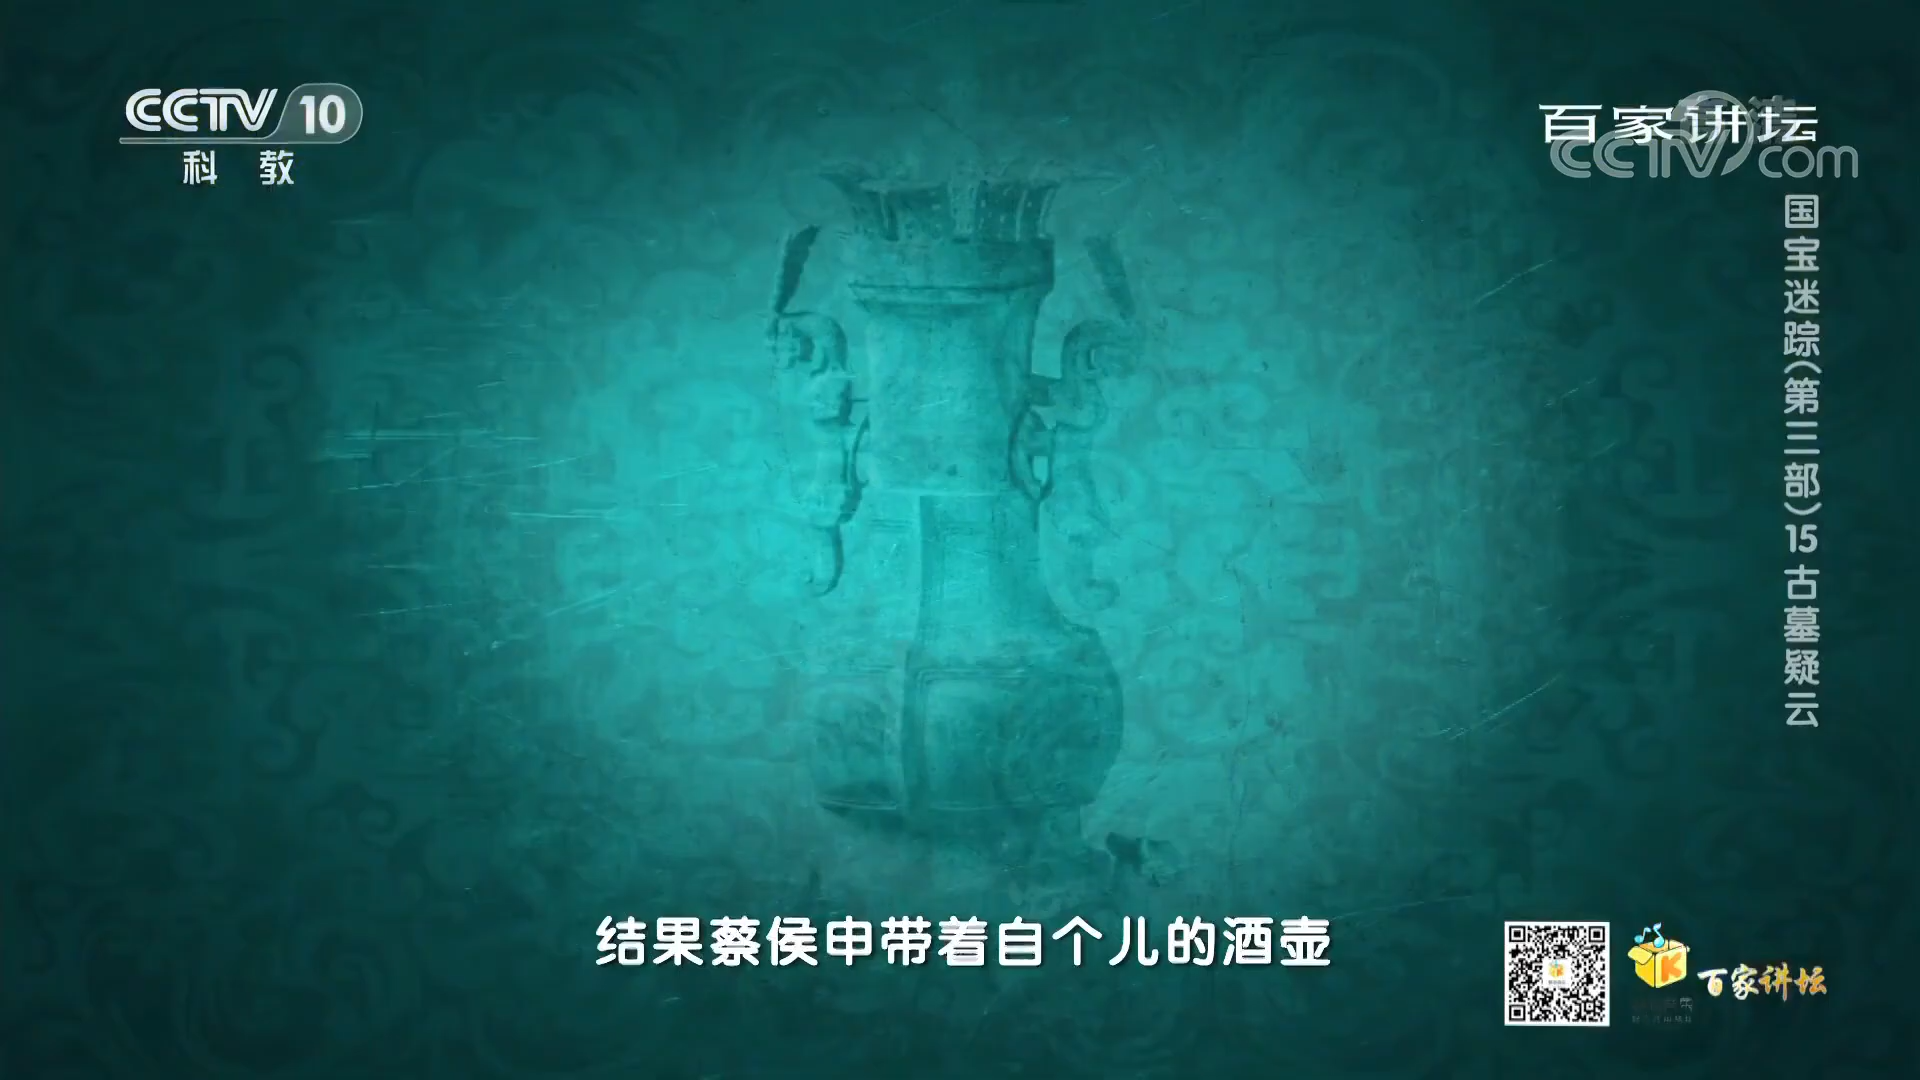 CCTV 10
科 教
百家讲坛
CCTV.com
国宝迷踪(第三部)15 古墓疑云
结果蔡侯申带着自个儿的酒壶
百家讲坛